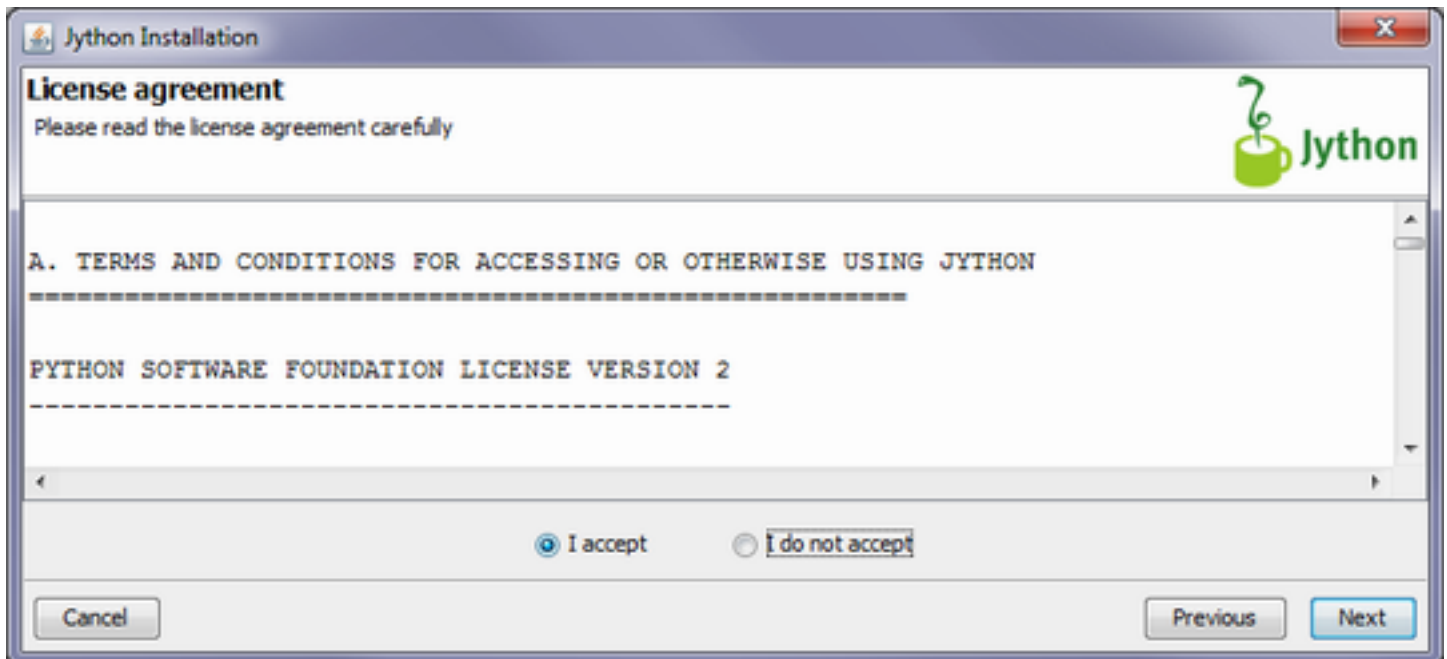 Jython Installation
License agreement
Please read the license agreement carefully
Jython
A. TERMS AND CONDITIONS FOR ACCESSING OR OTHERWISE USING JYTHON
=======================================================
PYTHON SOFTWARE FOUNDATION LICENSE VERSION 2
--------------------------------------------
I accept
I do not accept
Cancel
Previous
Next